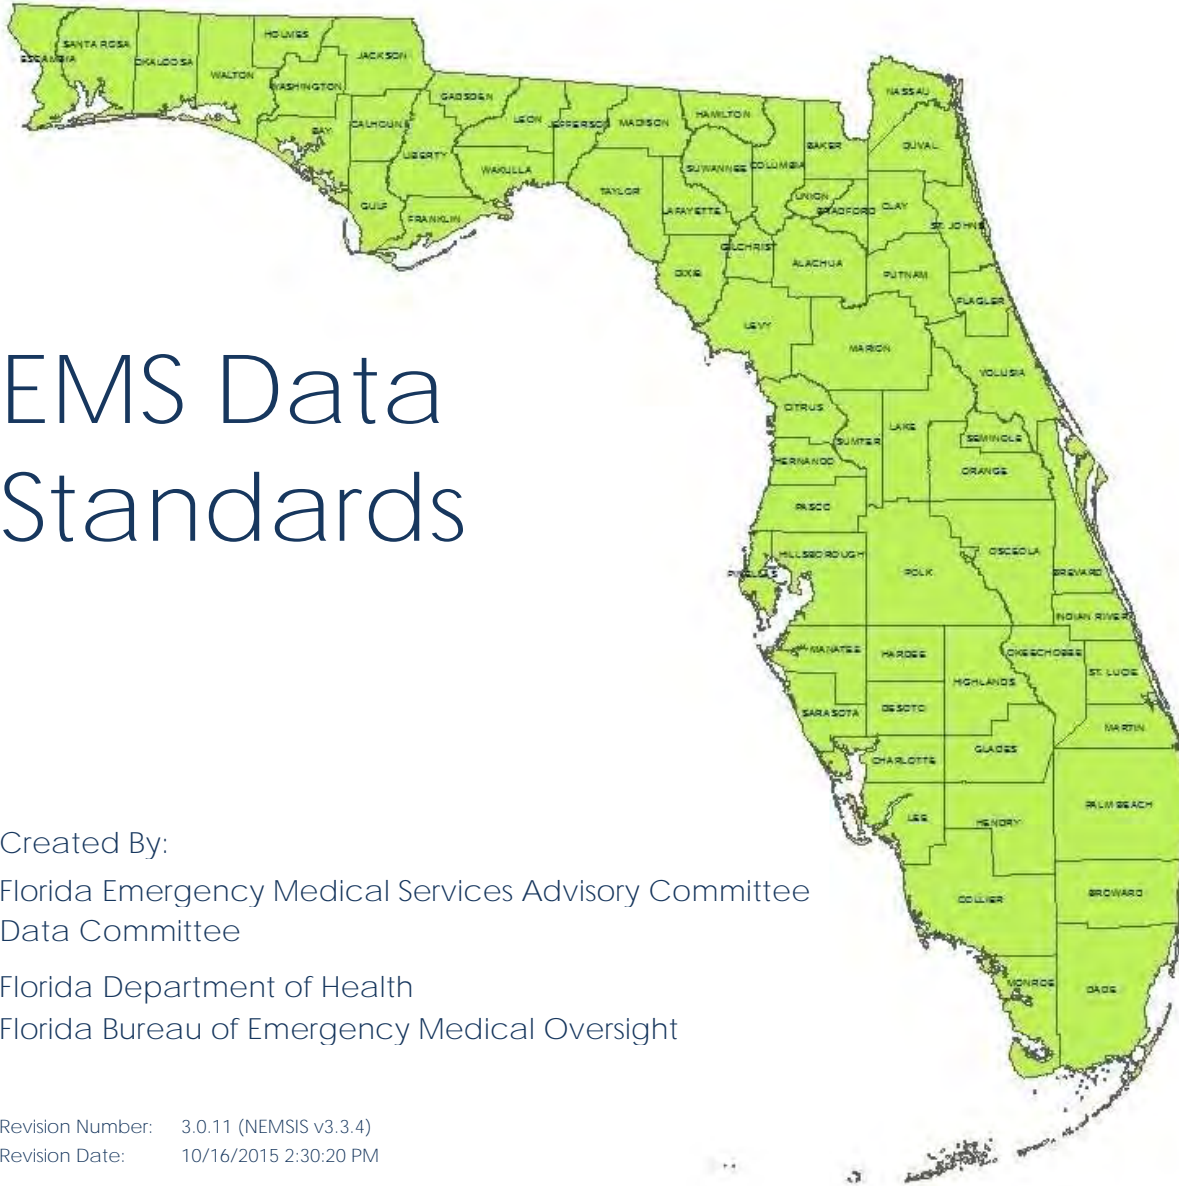 HOLMES
SANTA ROSA
JACKSON
ESCAMBIA
OKALOOSA
WALTON
WASHINGTON
NASSAU
GADSDEN
HAMILTON
LEON
JEFFERSON
MADISON
CALHOUN
BAY
BAKER
DUVAL
LIBERTY
WAKULLA
SUWANNEE
COLUMBIA
TAYLOR
UNION
GULF
FRANKLIN
LAFAYETTE
BRADFORD
CLAY
ST. JOHNS
GILCHRIST
ALACHUA
DIXIE
PUTNAM
FLAGLER
LEVY
MARION
VOLUSIA
EMS Data
Standards
CITRUS
LAKE
SUMTER
SEMINOLE
HERNANDO
ORANGE
PASCO
HILLSBOROUGH
OSCEOLA
PINELLAS
POLK
BREVARD
INDIAN RIVER
MANATEE
HARDEE
OKEECHOBEE
ST. LUCIE
HIGHLANDS
SARASOTA
DESOTO
MARTIN
GLADES
CHARLOTTE
PALM BEACH
LEE
HENDRY
BROWARD
COLLIER
MONROE
DADE
Created By:
Florida Emergency Medical Services Advisory Committee
Data Committee
Florida Department of Health
Florida Bureau of Emergency Medical Oversight
Revision Number: 3.0.11 (NEMSIS v3.3.4)
Revision Date: 10/16/2015 2:30:20 PM